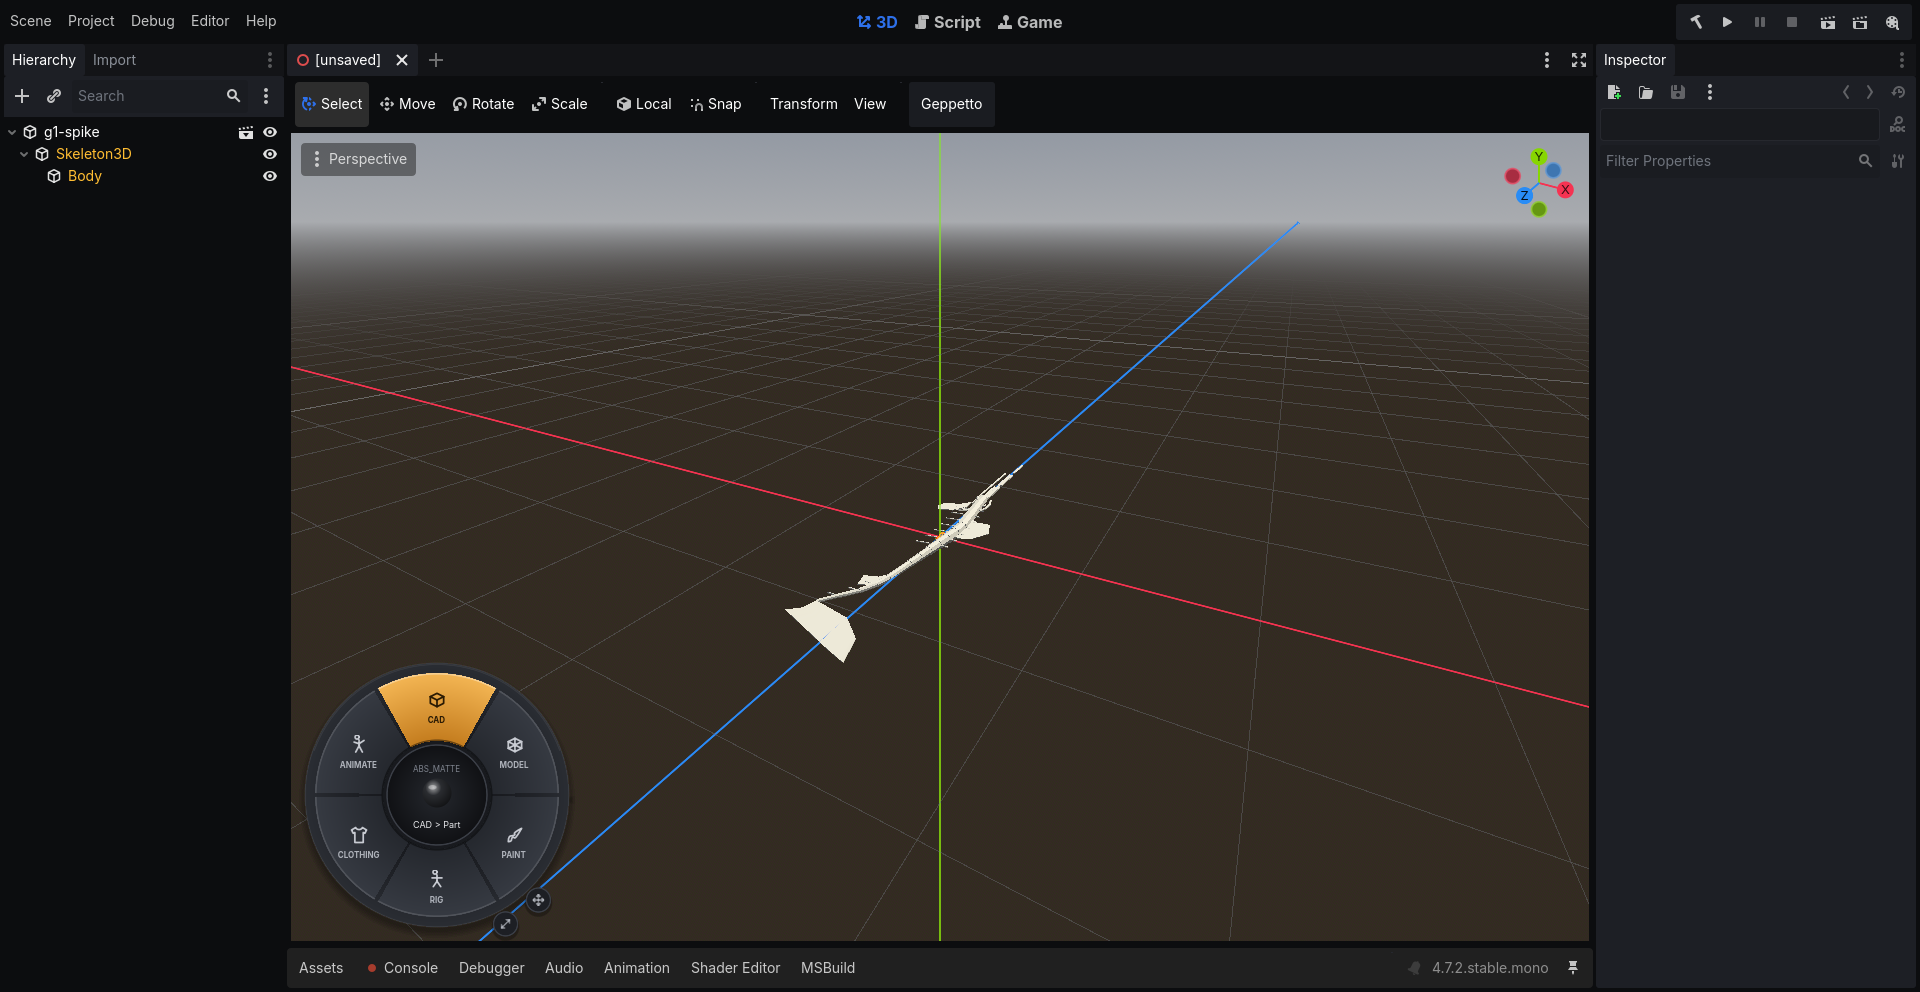 Scene Project Debug Editor Help
3D Script Game
Hierarchy Import
[unsaved]
Inspector
Search
Select Move Rotate Scale Local Snap Transform View Geppetto
DOC
g1-spike
Skeleton3D
Body
Perspective
Filter Properties
Y
X
Z
CAD
ANIMATE
MODEL
ABS_MATTE
CAD > Part
CLOTHING
PAINT
RIG
Assets Console Debugger Audio Animation Shader Editor MSBuild
4.7.2.stable.mono